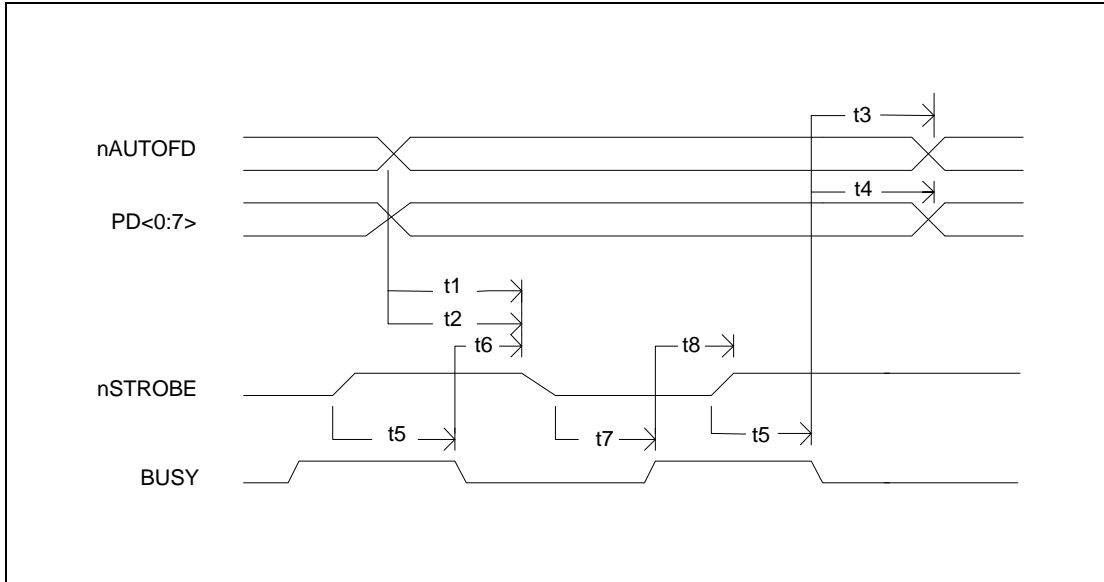 t3
nAUTOFD
t4
PD<0:7>
t1
t2
t6
t8
nSTROBE
t5
t7
t5
BUSY